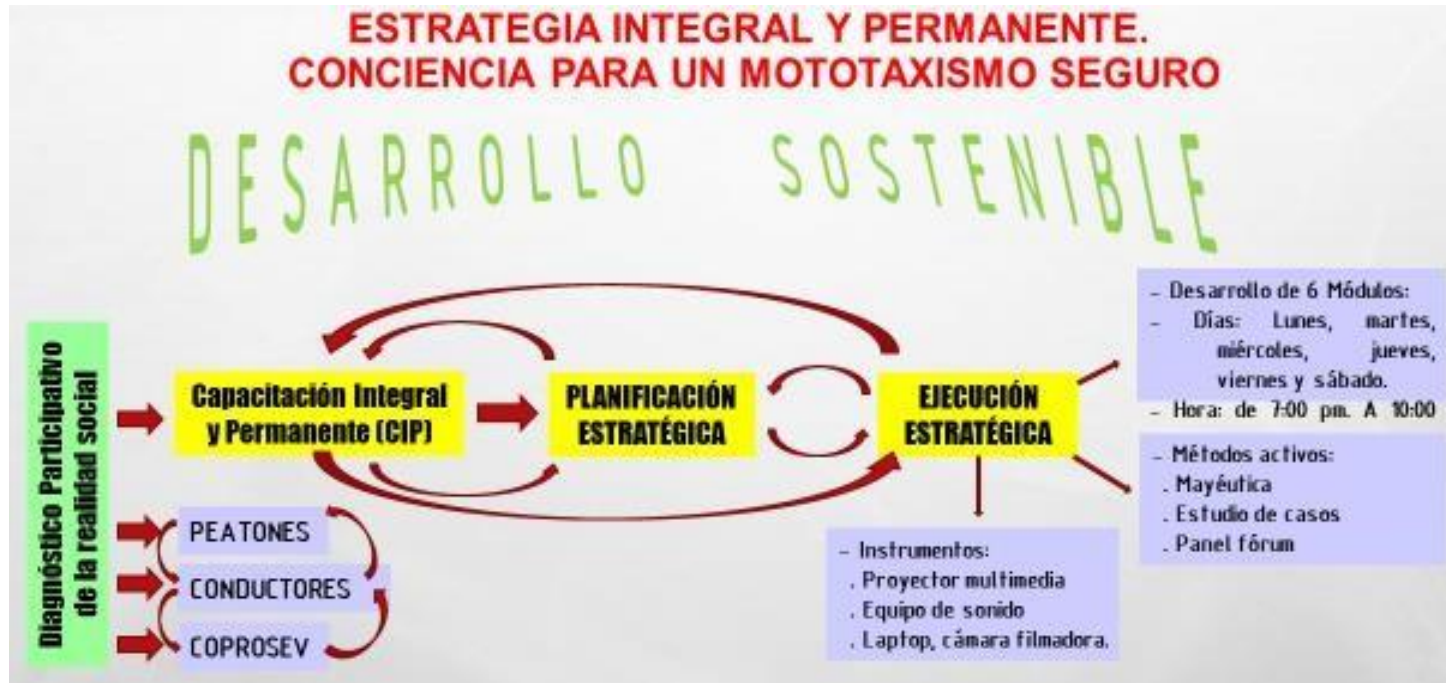 ESTRATEGIA INTEGRAL Y PERMANENTE.
CONCIENCIA PARA UN MOTOTAXISMO SEGURO
DESARROLLO SOSTENIBLE
Diagnóstico Participativo
de la realidad social
Capacitación Integral
y Permanente (CIP)
PLANIFICACIÓN
ESTRATÉGICA
EJECUCIÓN
ESTRATÉGICA
- Desarrollo de 6 Módulos:
- Días: Lunes, martes,
miércoles, jueves,
viernes y sábado.
- Hora: de 7:00 pm. A 10:00
- Métodos activos:
. Mayéutica
. Estudio de casos
. Panel fórum
PEATONES
CONDUCTORES
COPROSEV
- Instrumentos:
. Proyector multimedia
. Equipo de sonido
. Laptop, cámara filmadora.